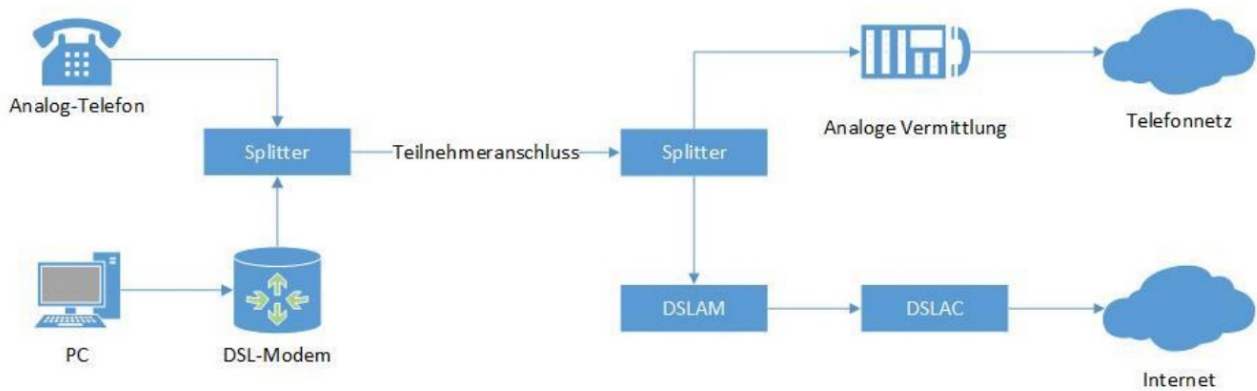 Analog-Telefon
Splitter
Teilnehmeranschluss
Splitter
Analoge Vermittlung
Telefonnetz
PC
DSL-Modem
DSLAM
DSLAC
Internet